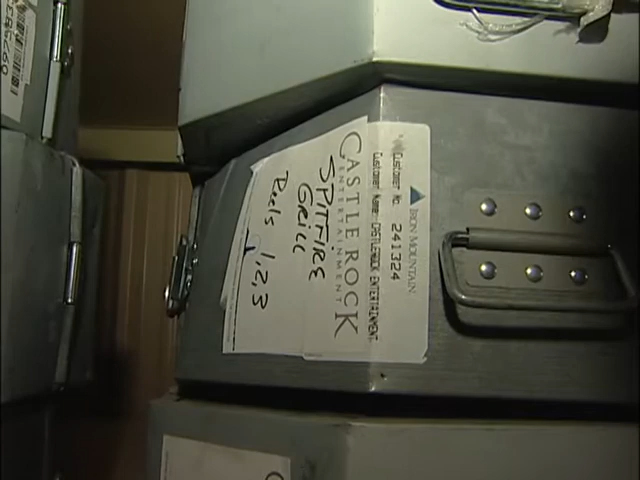 IRON MOUNTAIN
Customer No. 241324
Customer Name: CASTLEROCK ENTERTAINMENT
CASTLE ROCK
ENTERTAINMENT
SPITFIRE
GRILL
Reels 1,2,3